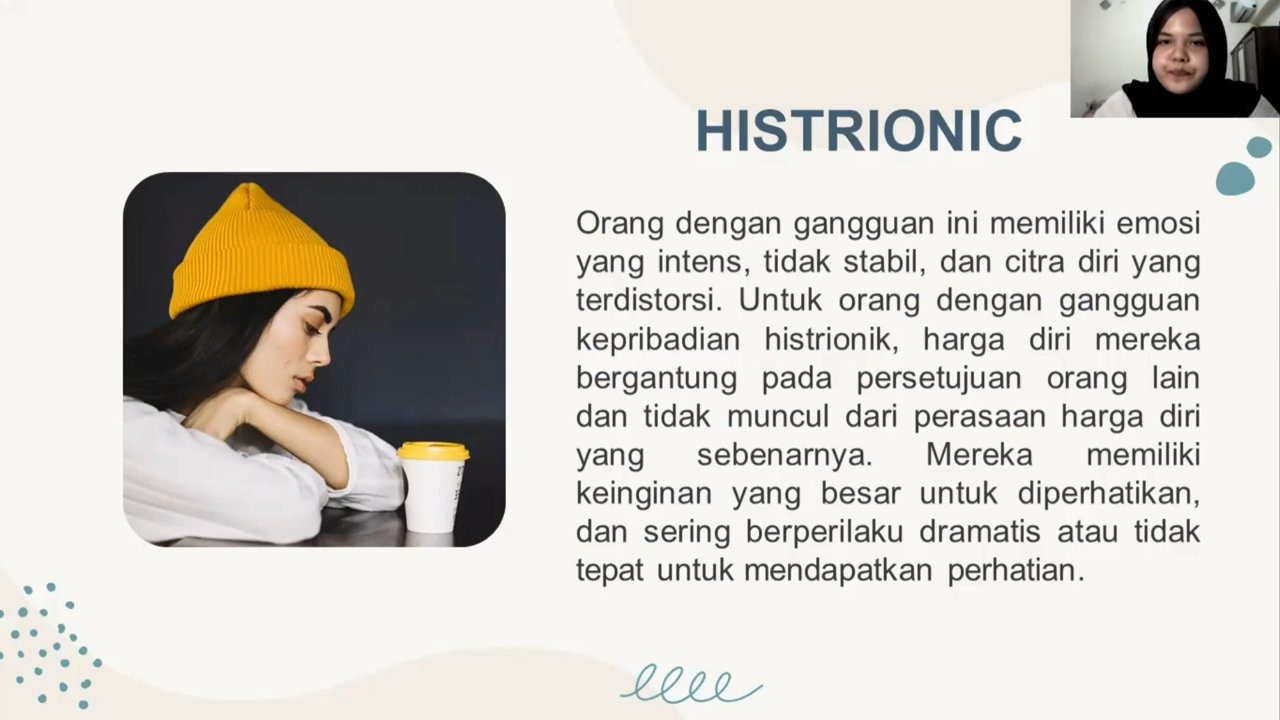 HISTRIONIC
Orang dengan gangguan ini memiliki emosi
yang intens, tidak stabil, dan citra diri yang
terdistorsi. Untuk orang dengan gangguan
kepribadian histrionik, harga diri mereka
bergantung pada persetujuan orang lain
dan tidak muncul dari perasaan harga diri
yang sebenarnya. Mereka memiliki
keinginan yang besar untuk diperhatikan,
dan sering berperilaku dramatis atau tidak
tepat untuk mendapatkan perhatian.